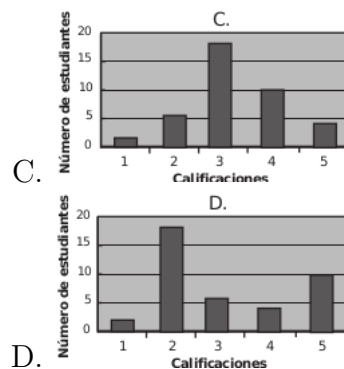 C.
20
15
10
5
0
Número de estudiantes
1 2 3 4 5
Calificaciones
C.
D.
20
15
10
5
0
Número de estudiantes
1 2 3 4 5
Calificaciones
D.